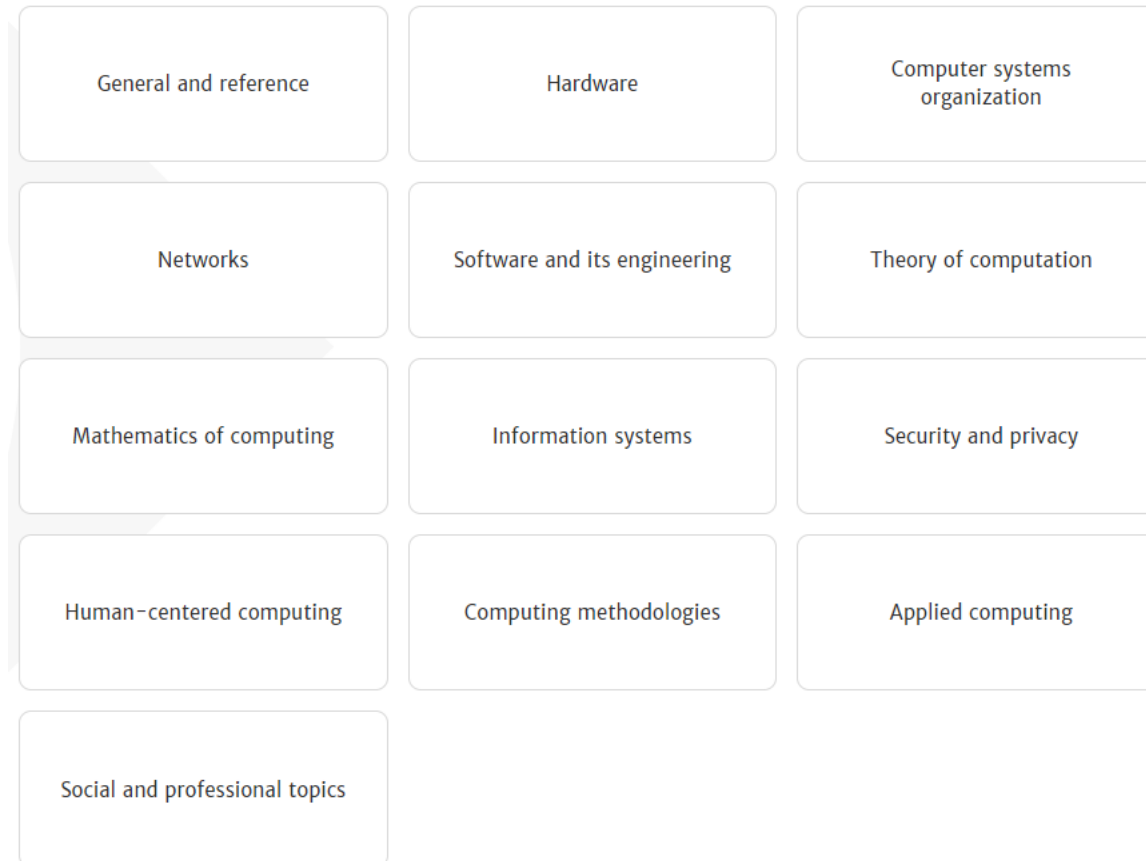 General and reference
Hardware
Computer systems
organization
Networks
Software and its engineering
Theory of computation
Mathematics of computing
Information systems
Security and privacy
Human-centered computing
Computing methodologies
Applied computing
Social and professional topics